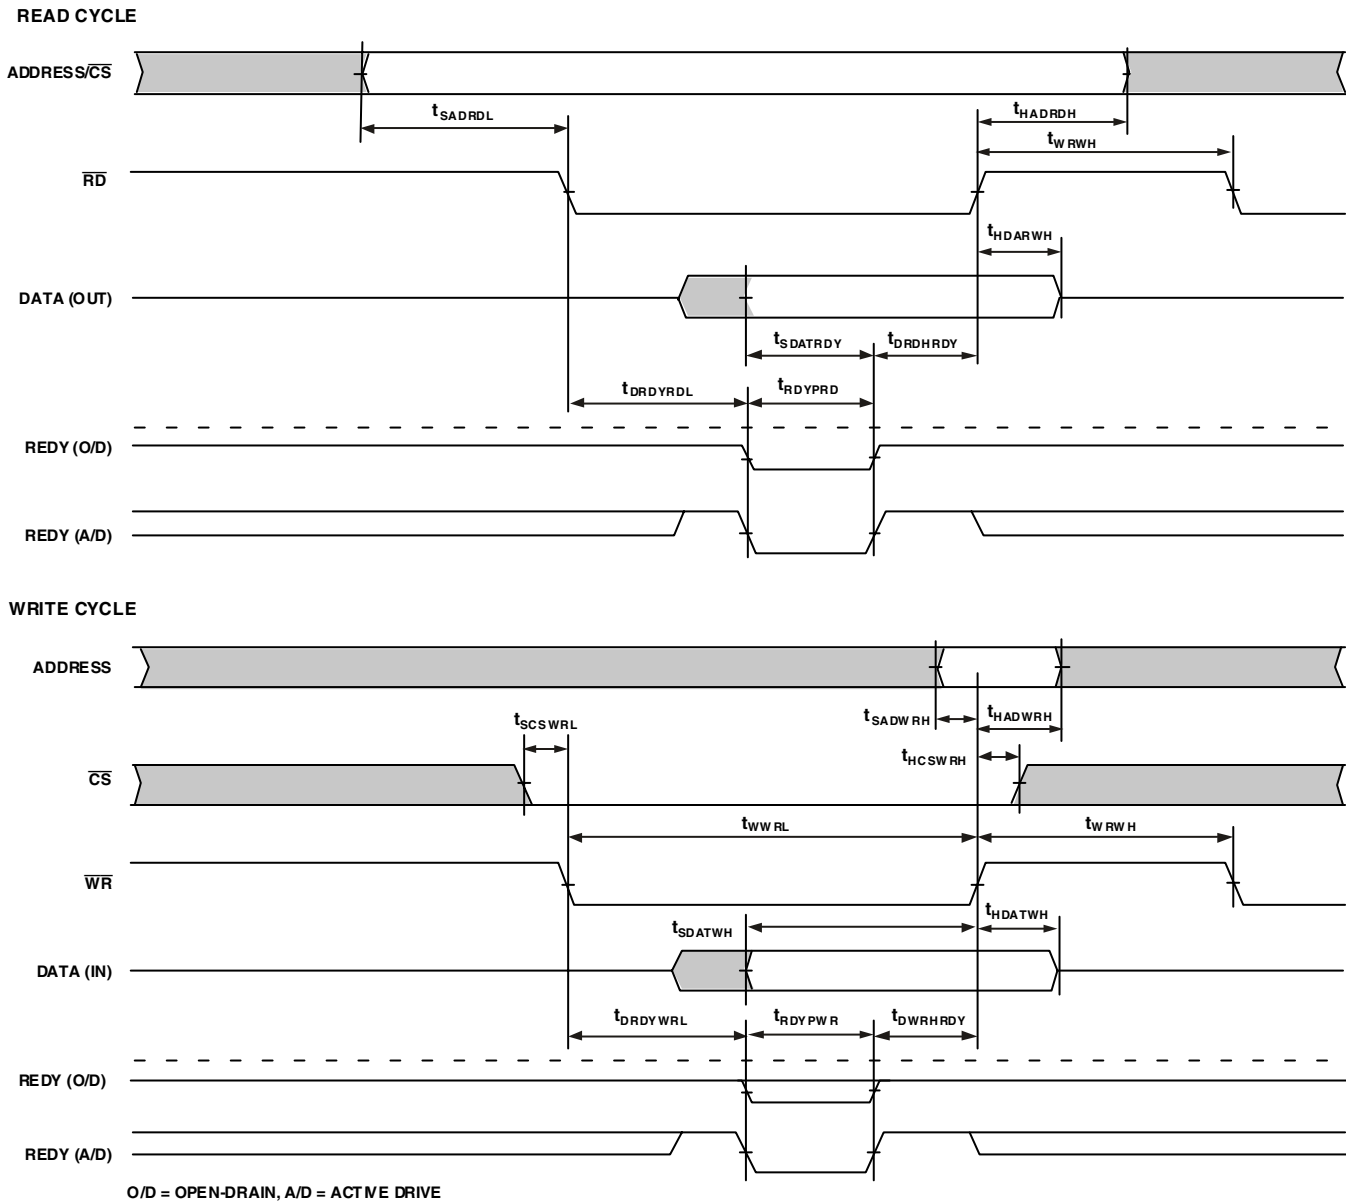 READ CYCLE
ADDRESS/CS
tSADRDL
tHADRDH
tWRWH
RD
tHDARWH
DATA (OUT)
tSDATRDY
tDRDHRDY
tDRDYRDL
tRDYPRD
REDY (O/D)
REDY (A/D)
WRITE CYCLE
ADDRESS
tSCSWRL
tSADWRH
tHADWRH
tHCSWRH
CS
tWWRL
tWRWH
WR
tSDATWH
tHDATWH
DATA (IN)
tDRDYWRL
tRDYPWR
tDWRHRDY
REDY (O/D)
REDY (A/D)
O/D = OPEN-DRAIN, A/D = ACTIVE DRIVE